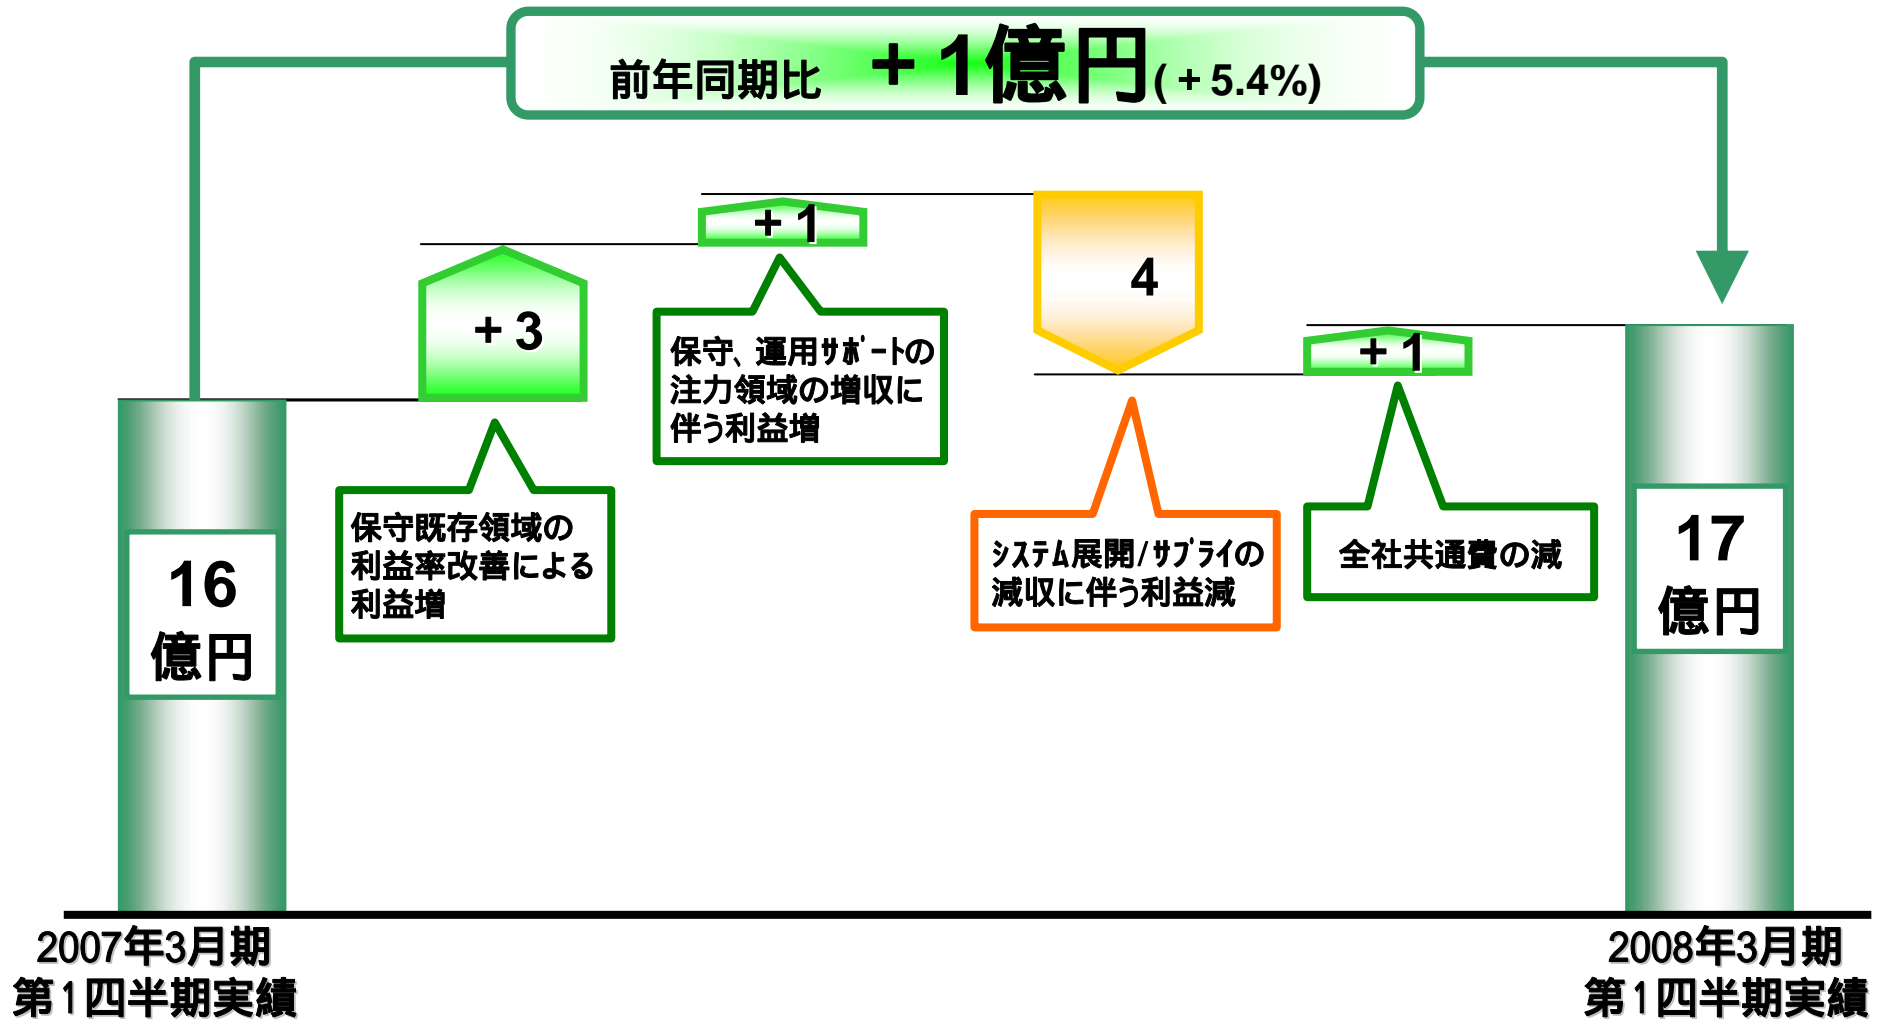 前年同期比 +1億円(+5.4%)
+1
+3
4
+1
保守、運用ｻﾎﾟｰﾄの
注力領域の増収に
伴う利益増
保守既存領域の
利益率改善による
利益増
ｼｽﾃﾑ展開/ｻﾌﾟﾗｲの
減収に伴う利益減
全社共通費の減
16
億円
17
億円
2007年3月期
第1四半期実績
2008年3月期
第1四半期実績